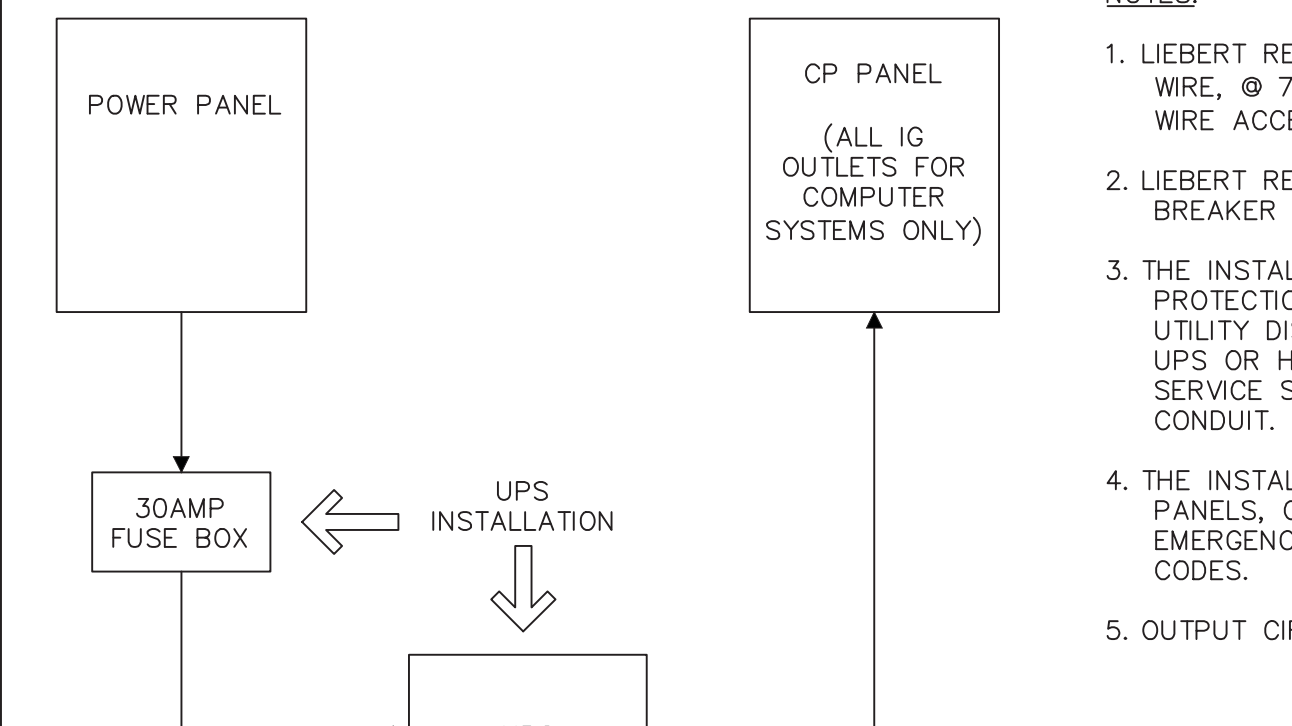 POWER PANEL
CP PANEL
(ALL IG
OUTLETS FOR
COMPUTER
SYSTEMS ONLY)
30AMP
FUSE BOX
UPS
INSTALLATION
NOTES:
1. LIEBERT RE
WIRE, @ 7
WIRE ACCE
2. LIEBERT RE
BREAKER
3. THE INSTAL
PROTECTIO
UTILITY DIS
UPS OR H
SERVICE S
CONDUIT.
4. THE INSTAL
PANELS, C
EMERGENC
CODES.
5. OUTPUT CIR